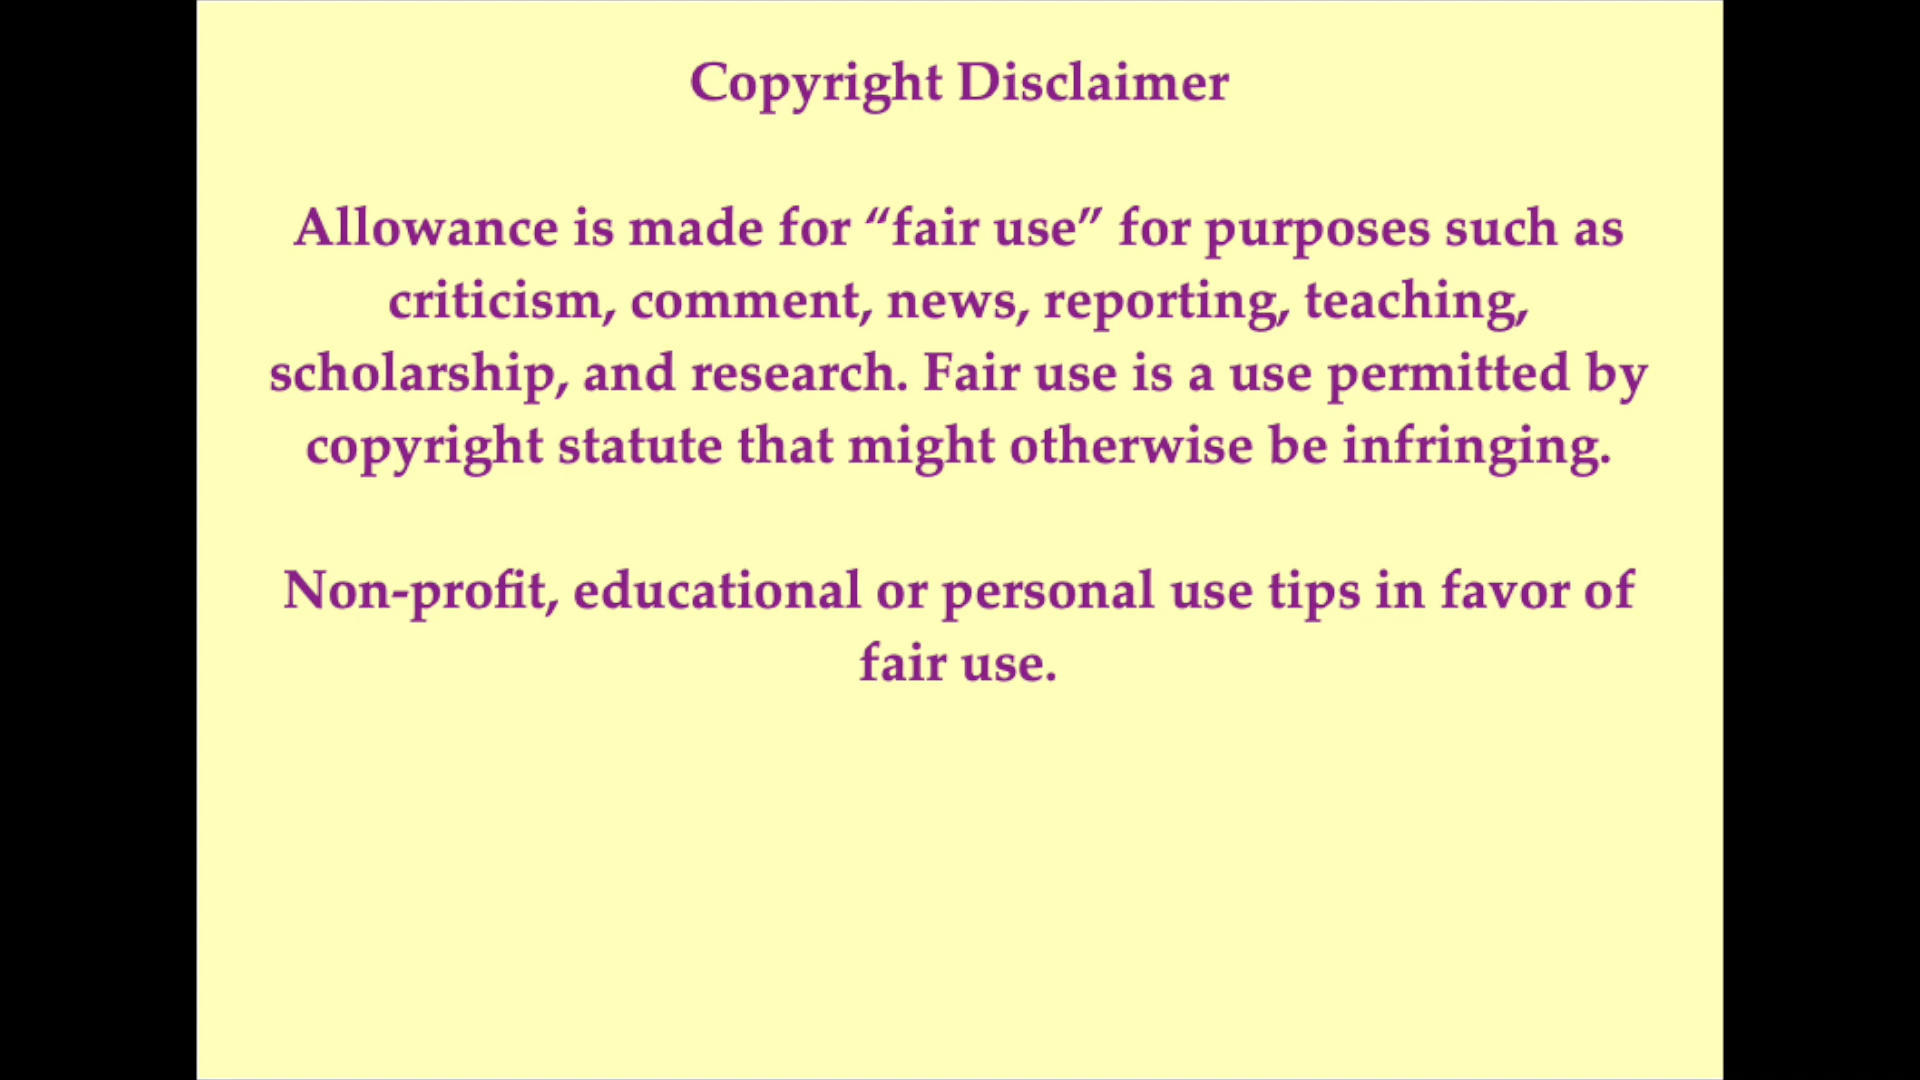 Copyright Disclaimer
Allowance is made for “fair use” for purposes such as
criticism, comment, news, reporting, teaching,
scholarship, and research. Fair use is a use permitted by
copyright statute that might otherwise be infringing.
Non-profit, educational or personal use tips in favor of
fair use.